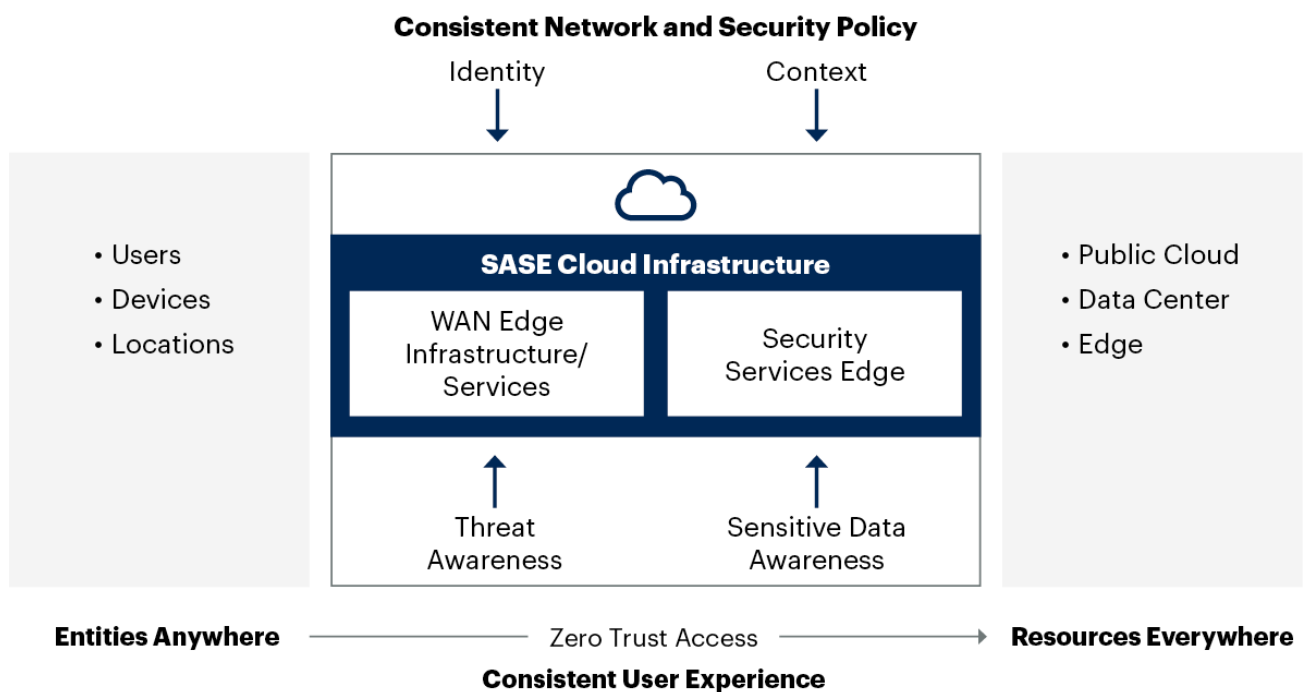 Consistent Network and Security Policy
Identity
Context
• Users
• Devices
• Locations
SASE Cloud Infrastructure
WAN Edge
Infrastructure/
Services
Security
Services Edge
• Public Cloud
• Data Center
• Edge
Threat
Awareness
Sensitive Data
Awareness
Entities Anywhere
Zero Trust Access
Resources Everywhere
Consistent User Experience